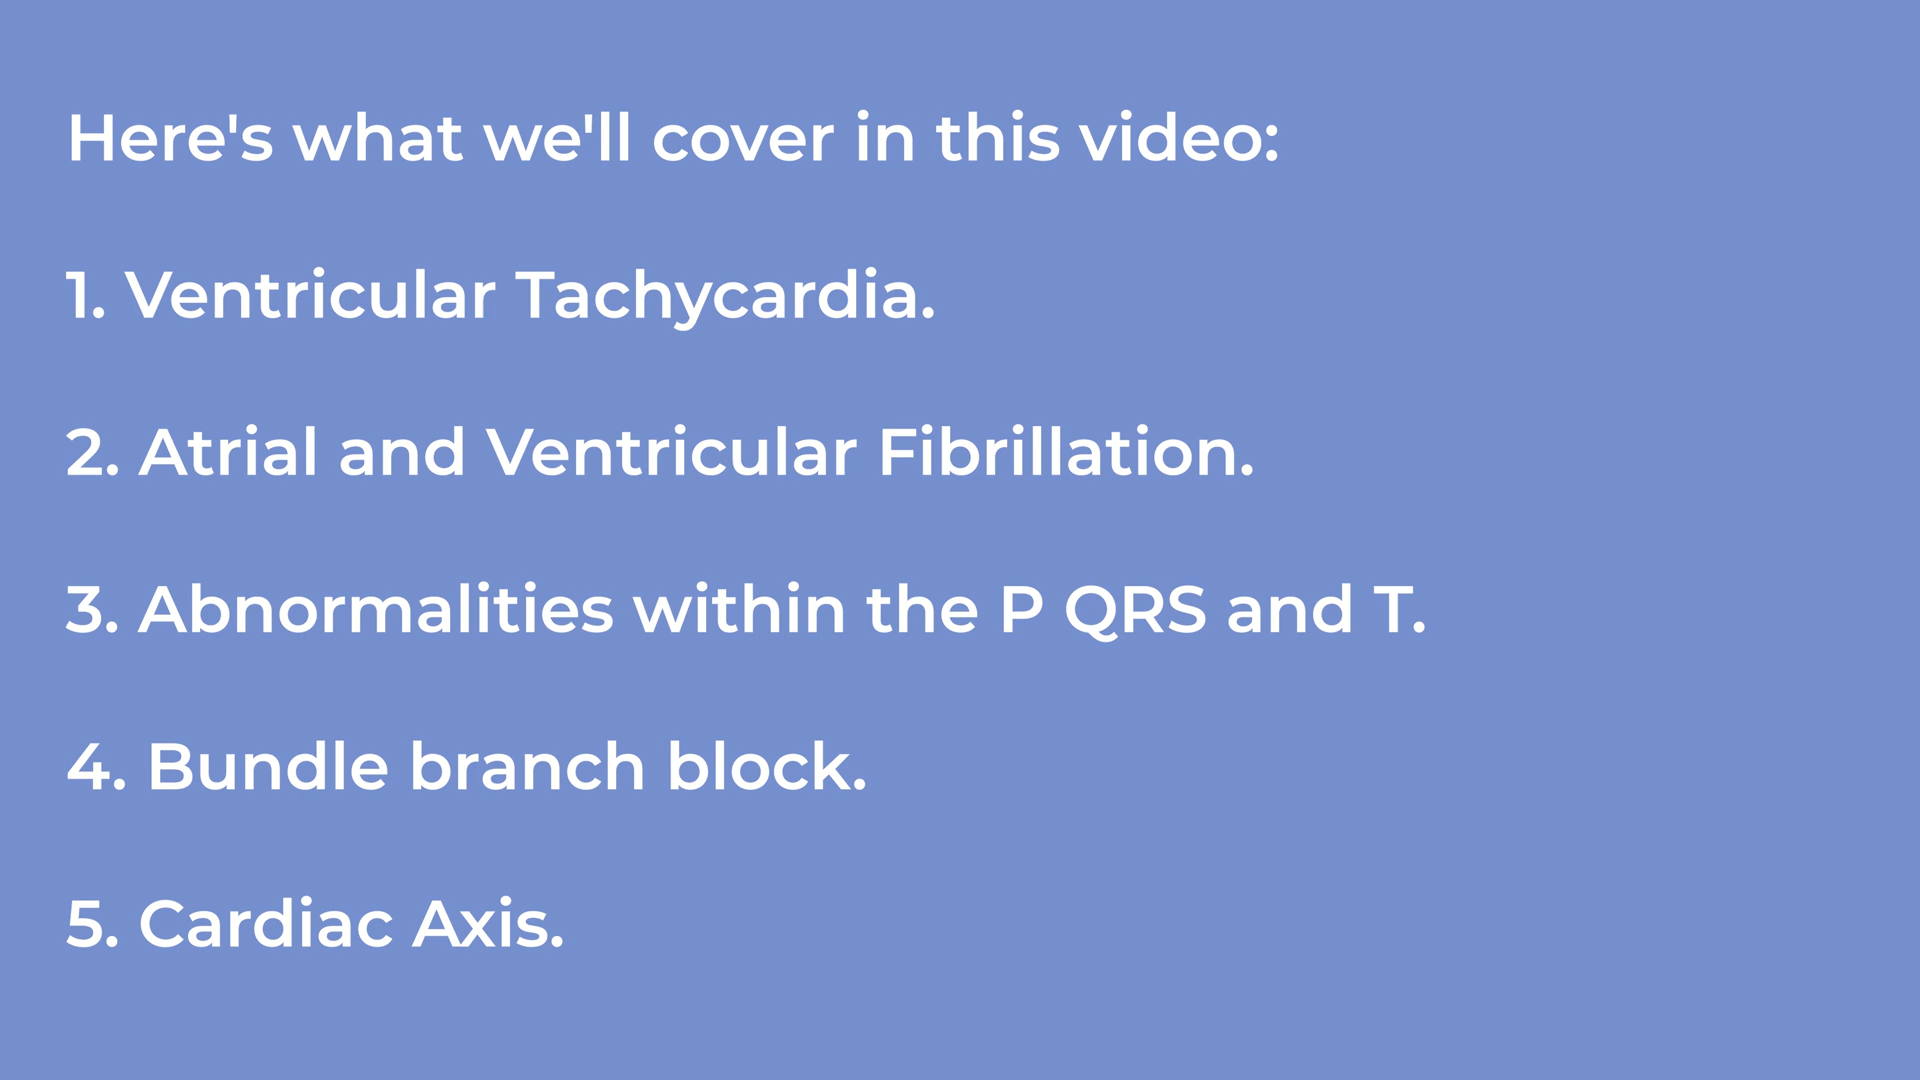 Here's what we'll cover in this video:
1. Ventricular Tachycardia.
2. Atrial and Ventricular Fibrillation.
3. Abnormalities within the P QRS and T.
4. Bundle branch block.
5. Cardiac Axis.